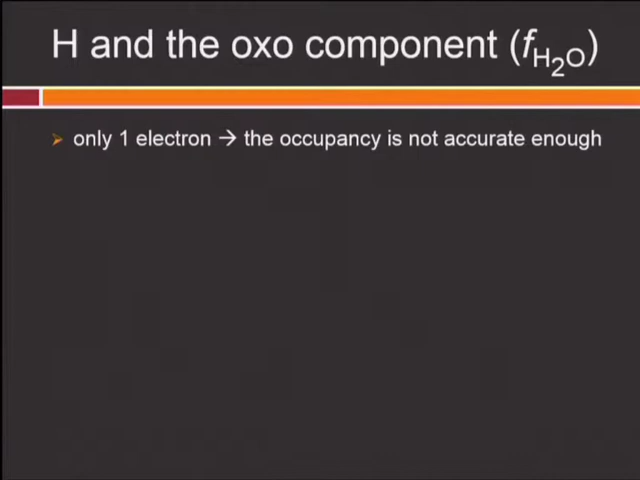 H and the oxo component (fH2O)
only 1 electron → the occupancy is not accurate enough